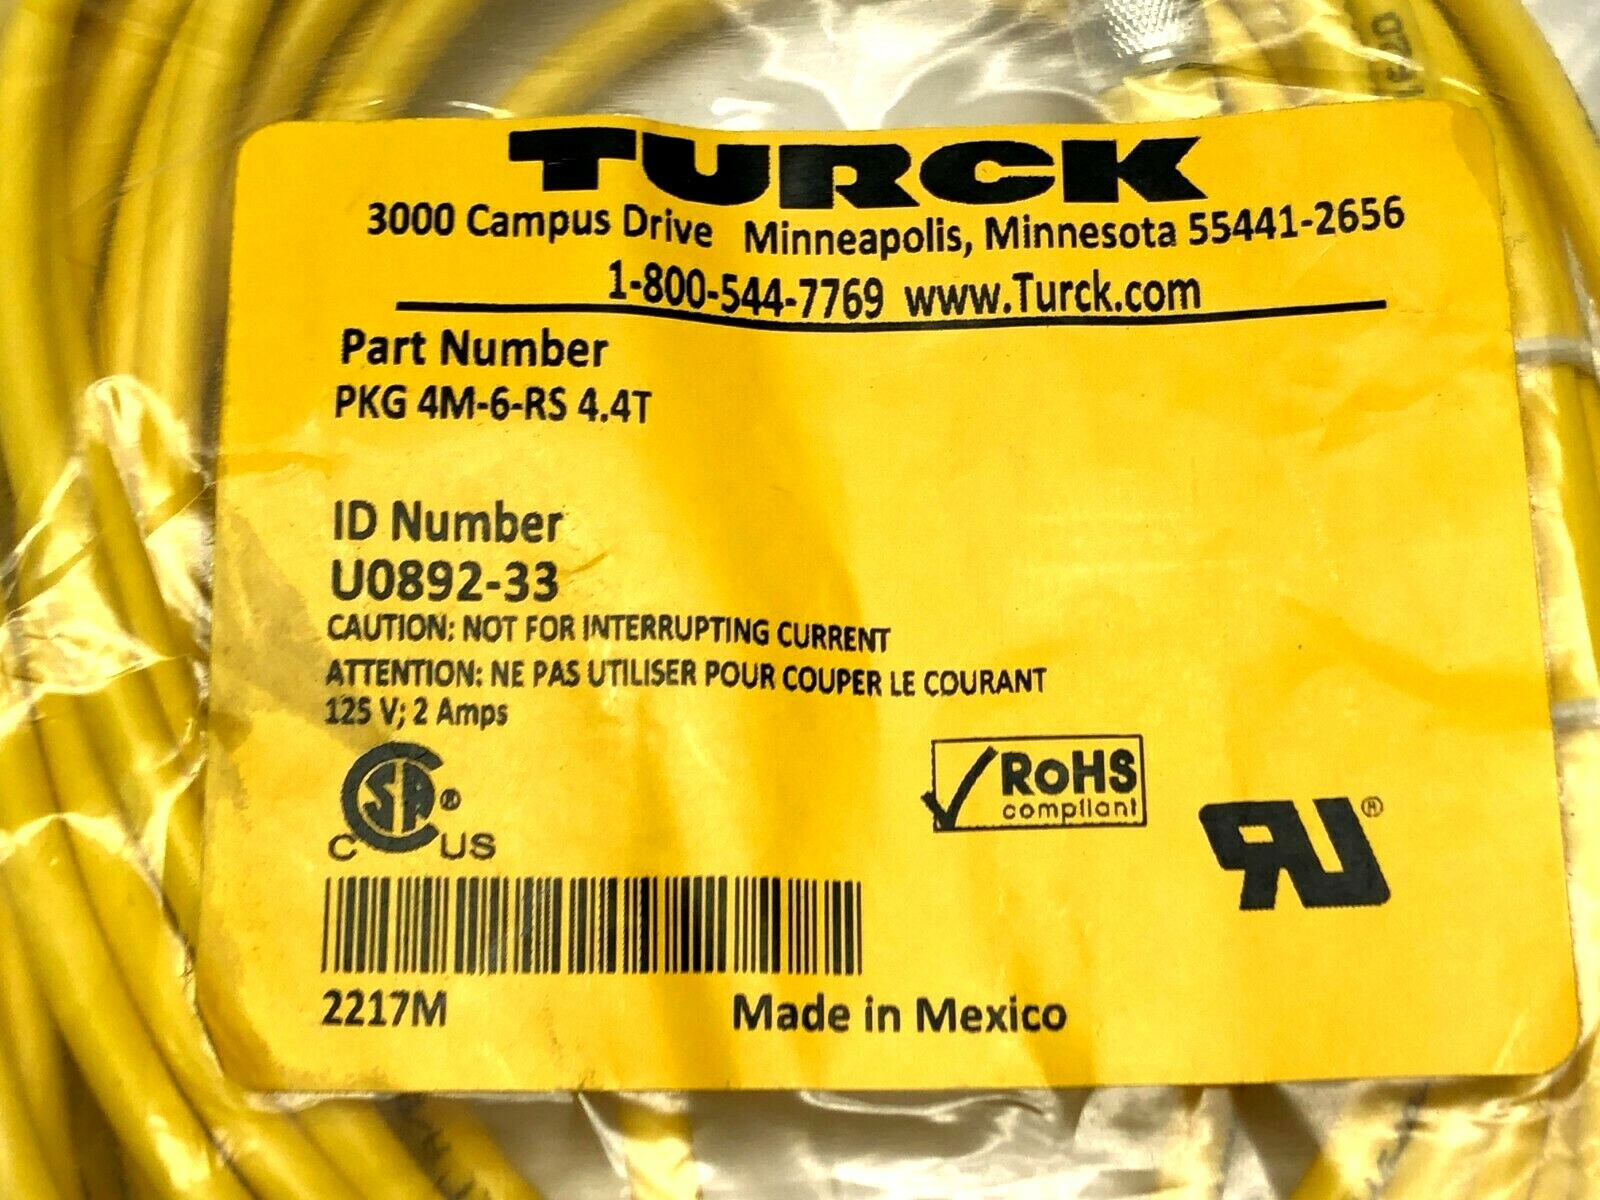 TURCK
3000 Campus Drive Minneapolis, Minnesota 55441-2656
1-800-544-7769 www.Turck.com
Part Number
PKG 4M-6-RS 4.4T
ID Number
U0892-33
CAUTION: NOT FOR INTERRUPTING CURRENT
ATTENTION: NE PAS UTILISER POUR COUPER LE COURANT
125 V; 2 Amps
CSA®
C US
RoHS
compliant
RU®
2217M
Made in Mexico